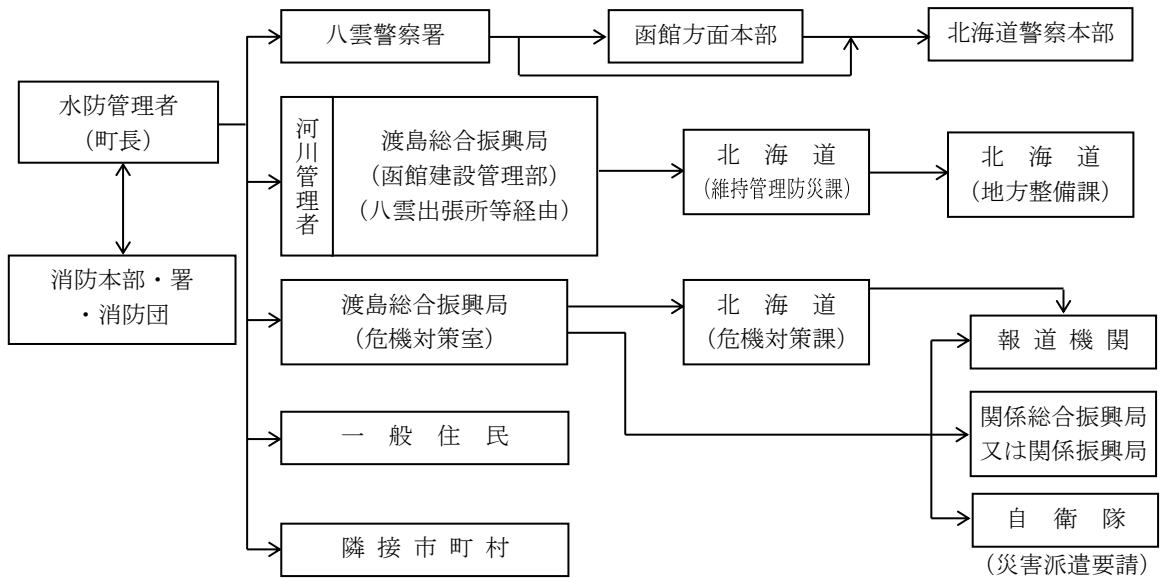 八雲警察署
函館方面本部
北海道警察本部
水防管理者
（町長）
河川管理者
渡島総合振興局
（函館建設管理部）
（八雲出張所等経由）
北　海　道
（維持管理防災課）
北　海　道
（地方整備課）
消防本部・署
・消防団
渡島総合振興局
（危機対策室）
北　海　道
（危機対策課）
報 道 機 関
関係総合振興局
又は関係振興局
一　般　住　民
自　衛　隊
（災害派遣要請）
隣 接 市 町 村